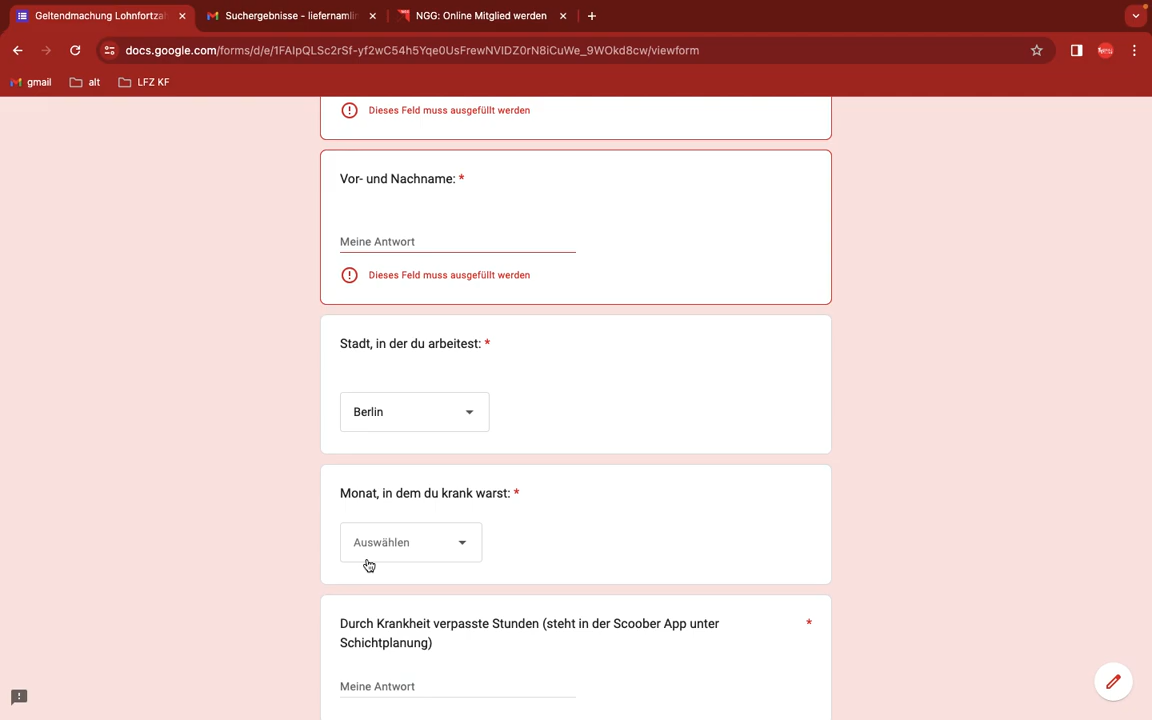 Geltendmachung Lohnfortza
Suchergebnisse - liefernamlin
NGG: Online Mitglied werden
docs.google.com/forms/d/e/1FAIpQLSc2rSf-yf2wC54h5Yqe0UsFrewNVIDZ0rN8iCuWe_9WOkd8cw/viewform
gmail
alt
LFZ KF
Dieses Feld muss ausgefüllt werden
Vor- und Nachname: *
Meine Antwort
Dieses Feld muss ausgefüllt werden
Stadt, in der du arbeitest: *
Berlin
Monat, in dem du krank warst: *
Auswählen
Durch Krankheit verpasste Stunden (steht in der Scoober App unter *
Schichtplanung)
Meine Antwort